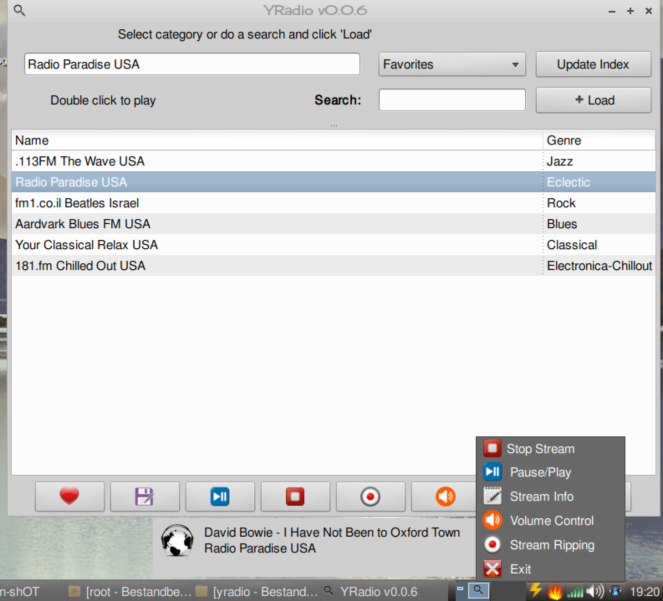 YRadio v0.0.6
Select category or do a search and click 'Load'
Radio Paradise USA
Favorites
Update Index
Double click to play
Search:
+ Load
Name Genre
.113FM The Wave USA Jazz
Radio Paradise USA Eclectic
fm1.co.il Beatles Israel Rock
Aardvark Blues FM USA Blues
Your Classical Relax USA Classical
181.fm Chilled Out USA Electronica-Chillout
Stop Stream
Pause/Play
Stream Info
Volume Control
Stream Ripping
Exit
David Bowie - I Have Not Been to Oxford Town
Radio Paradise USA
n-shOT
[root - Bestandbe...
[yradio - Bestand...
YRadio v0.0.6
19:20